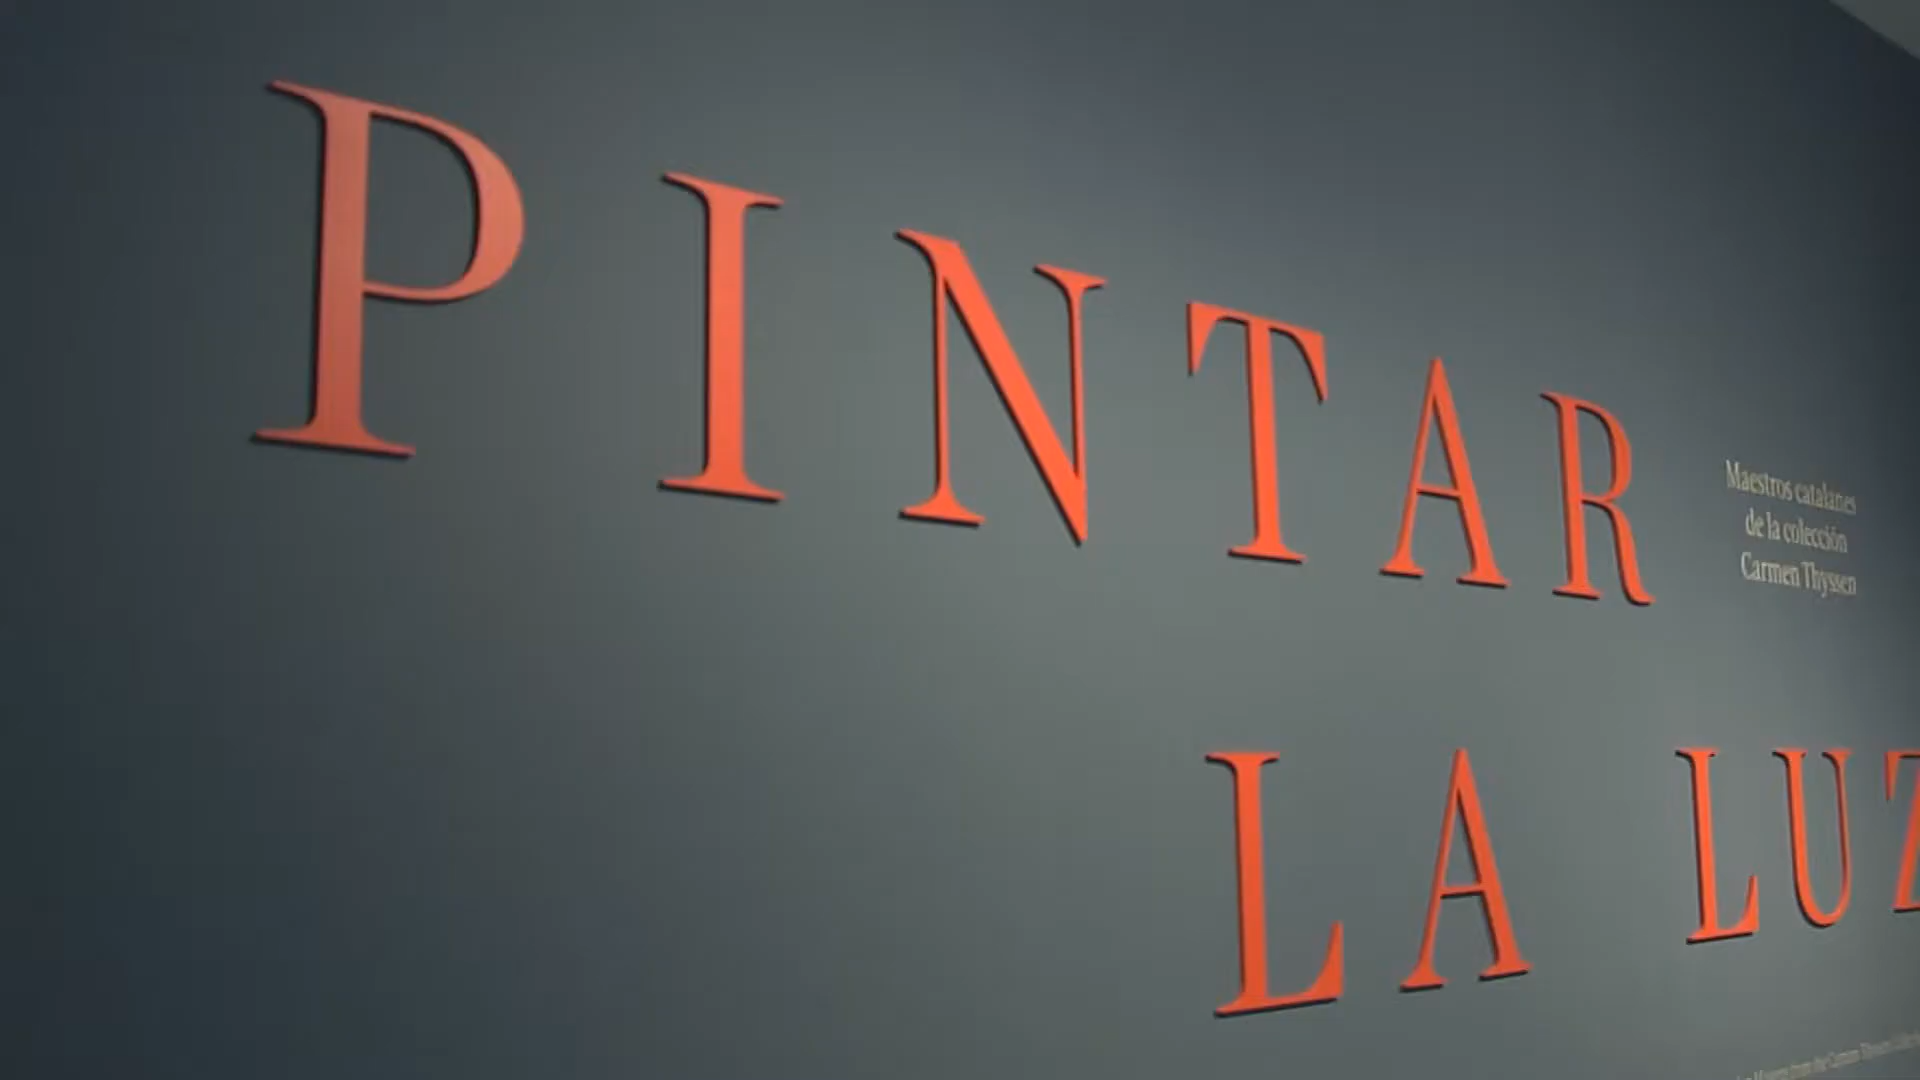 PINTAR
Maestros catalanes
de la colección
Carmen Thyssen
LA LUZ